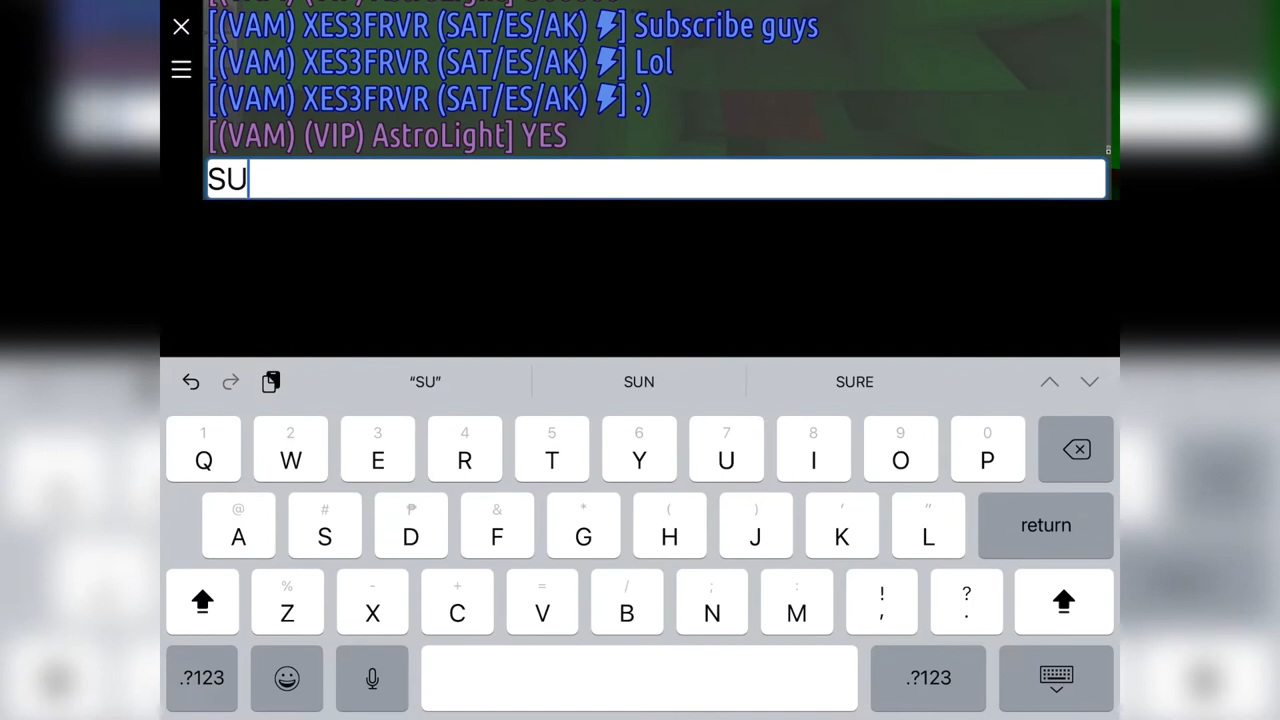 [(VAM) XES3FRVR (SAT/ES/AK) ⚡] Subscribe guys
[(VAM) XES3FRVR (SAT/ES/AK) ⚡] Lol
[(VAM) XES3FRVR (SAT/ES/AK) ⚡] :)
[(VAM) (VIP) AstroLight] YES
SU
“SU” SUN SURE
1 2 3 4 5 6 7 8 9 0
Q W E R T Y U I O P
@ # ₱ & * ( ) ' "
A S D F G H J K L return
% - + = / ; : ! ?
Z X C V B N M , .
.?123 .?123